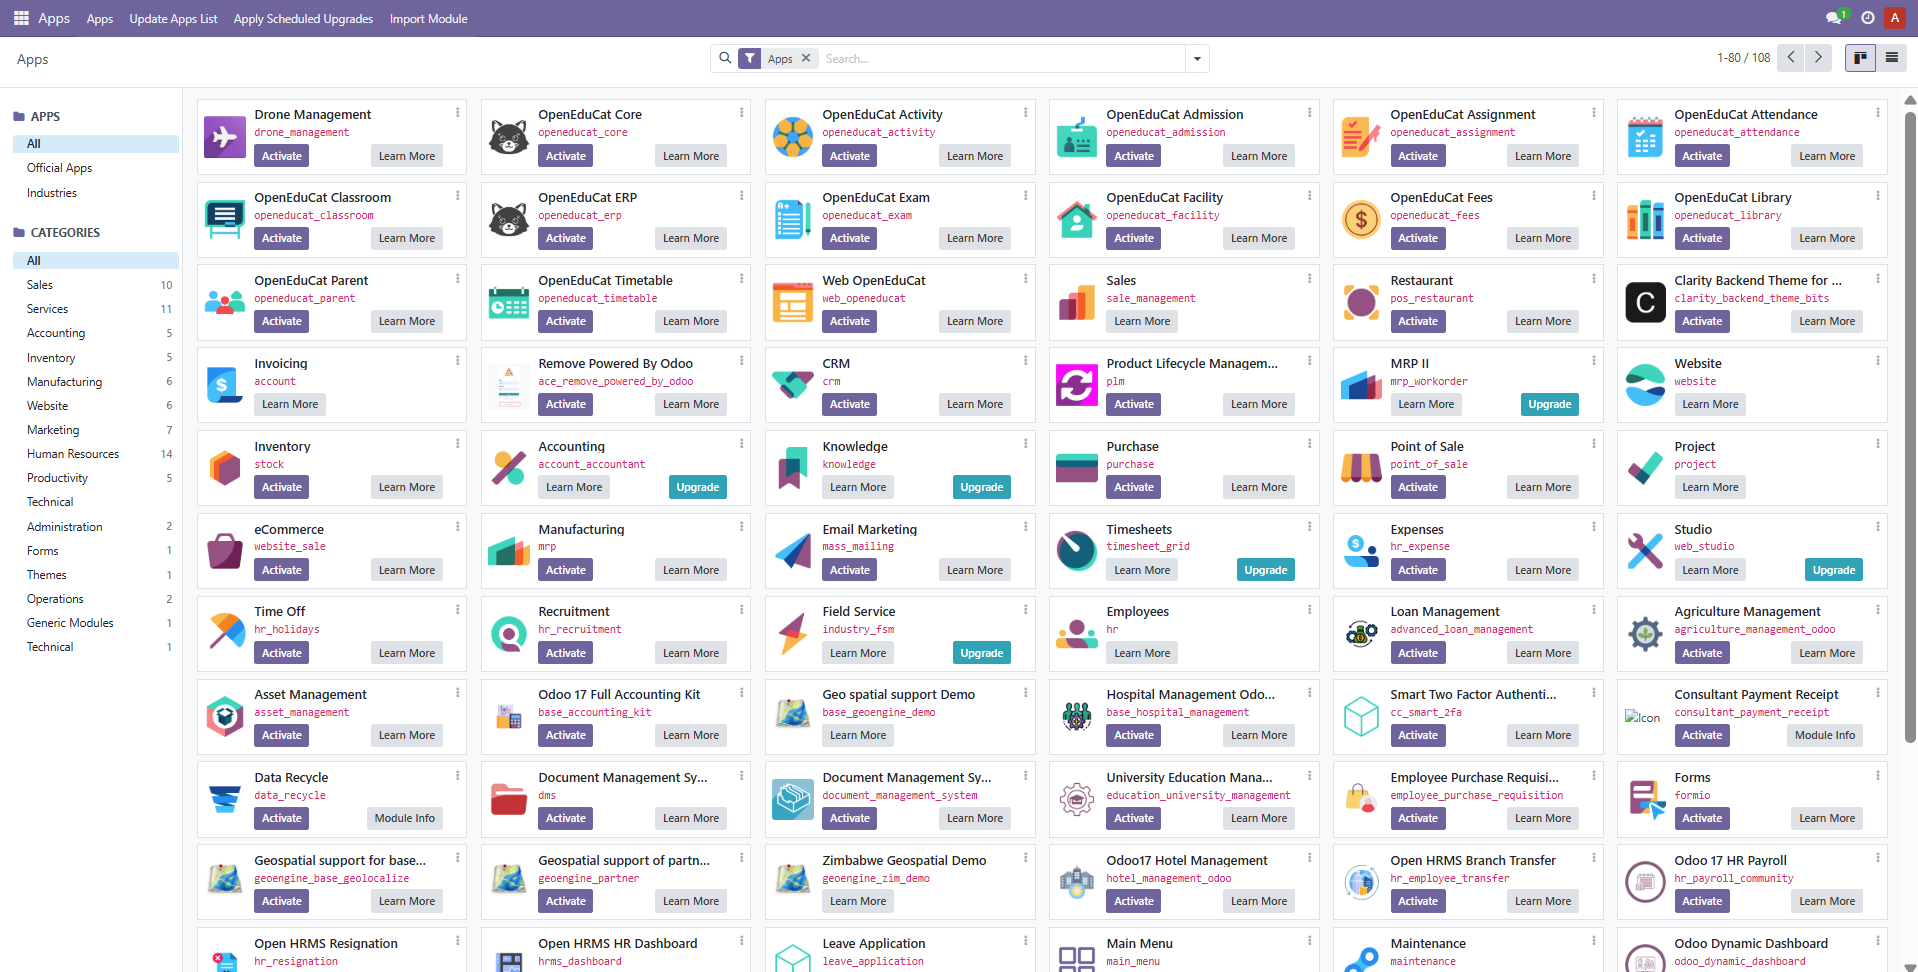 Apps Apps Update Apps List Apply Scheduled Upgrades Import Module 1 A
Apps Apps Search... 1-80 / 108
APPS
All
Official Apps
Industries
CATEGORIES
All
Sales 10
Services 11
Accounting 5
Inventory 5
Manufacturing 6
Website 6
Marketing 7
Human Resources 14
Productivity 5
Technical
Administration 2
Forms 1
Themes 1
Operations 2
Generic Modules 1
Technical 1
Drone Management OpenEduCat Core OpenEduCat Activity OpenEduCat Admission OpenEduCat Assignment OpenEduCat Attendance
drone_management openeducat_core openeducat_activity openeducat_admission openeducat_assignment openeducat_attendance
Activate Learn More Activate Learn More Activate Learn More Activate Learn More Activate Learn More Activate Learn More
OpenEduCat Classroom OpenEduCat ERP OpenEduCat Exam OpenEduCat Facility OpenEduCat Fees OpenEduCat Library
openeducat_classroom openeducat_erp openeducat_exam openeducat_facility openeducat_fees openeducat_library
Activate Learn More Activate Learn More Activate Learn More Activate Learn More Activate Learn More Activate Learn More
OpenEduCat Parent OpenEduCat Timetable Web OpenEduCat Sales Restaurant Clarity Backend Theme for ...
openeducat_parent openeducat_timetable web_openeducat sale_management pos_restaurant clarity_backend_theme_bits
Activate Learn More Activate Learn More Activate Learn More Learn More Activate Learn More C Activate Learn More
Invoicing Remove Powered By Odoo CRM Product Lifecycle Managem... MRP II Website
account ace_remove_powered_by_odoo crm plm mrp_workorder website
Learn More Activate Learn More Activate Learn More Activate Learn More Learn More Upgrade Learn More
Inventory Accounting Knowledge Purchase Point of Sale Project
stock account_accountant knowledge purchase point_of_sale project
Activate Learn More Learn More Upgrade Learn More Upgrade Activate Learn More Activate Learn More Learn More
eCommerce Manufacturing Email Marketing Timesheets Expenses Studio
website_sale mrp mass_mailing timesheet_grid hr_expense web_studio
Activate Learn More Activate Learn More Activate Learn More Learn More Upgrade Activate Learn More Learn More Upgrade
Time Off Recruitment Field Service Employees Loan Management Agriculture Management
hr_holidays hr_recruitment industry_fsm hr advanced_loan_management agriculture_management_odoo
Activate Learn More Activate Learn More Learn More Upgrade Learn More Activate Learn More Activate Learn More
Asset Management Odoo 17 Full Accounting Kit Geo spatial support Demo Hospital Management Odo... Smart Two Factor Authenti... Consultant Payment Receipt
asset_management base_accounting_kit base_geoengine_demo base_hospital_management cc_smart_2fa Icon consultant_payment_receipt
Activate Learn More Activate Learn More Learn More Activate Learn More Activate Learn More Activate Module Info
Data Recycle Document Management Sy... Document Management Sy... University Education Mana... Employee Purchase Requisi... Forms
data_recycle dms document_management_system education_university_management employee_purchase_requisition formio
Activate Module Info Activate Learn More Activate Learn More Activate Learn More Activate Learn More Activate Learn More
Geospatial support for base... Geospatial support of partn... Zimbabwe Geospatial Demo Odoo17 Hotel Management Open HRMS Branch Transfer Odoo 17 HR Payroll
geoengine_base_geolocalize geoengine_partner geoengine_zim_demo hotel_management_odoo hr_employee_transfer hr_payroll_community
Activate Learn More Activate Learn More Learn More Activate Learn More Activate Learn More Activate Learn More
Open HRMS Resignation Open HRMS HR Dashboard Leave Application Main Menu Maintenance Odoo Dynamic Dashboard
hr_resignation hrms_dashboard leave_application main_menu maintenance odoo_dynamic_dashboard